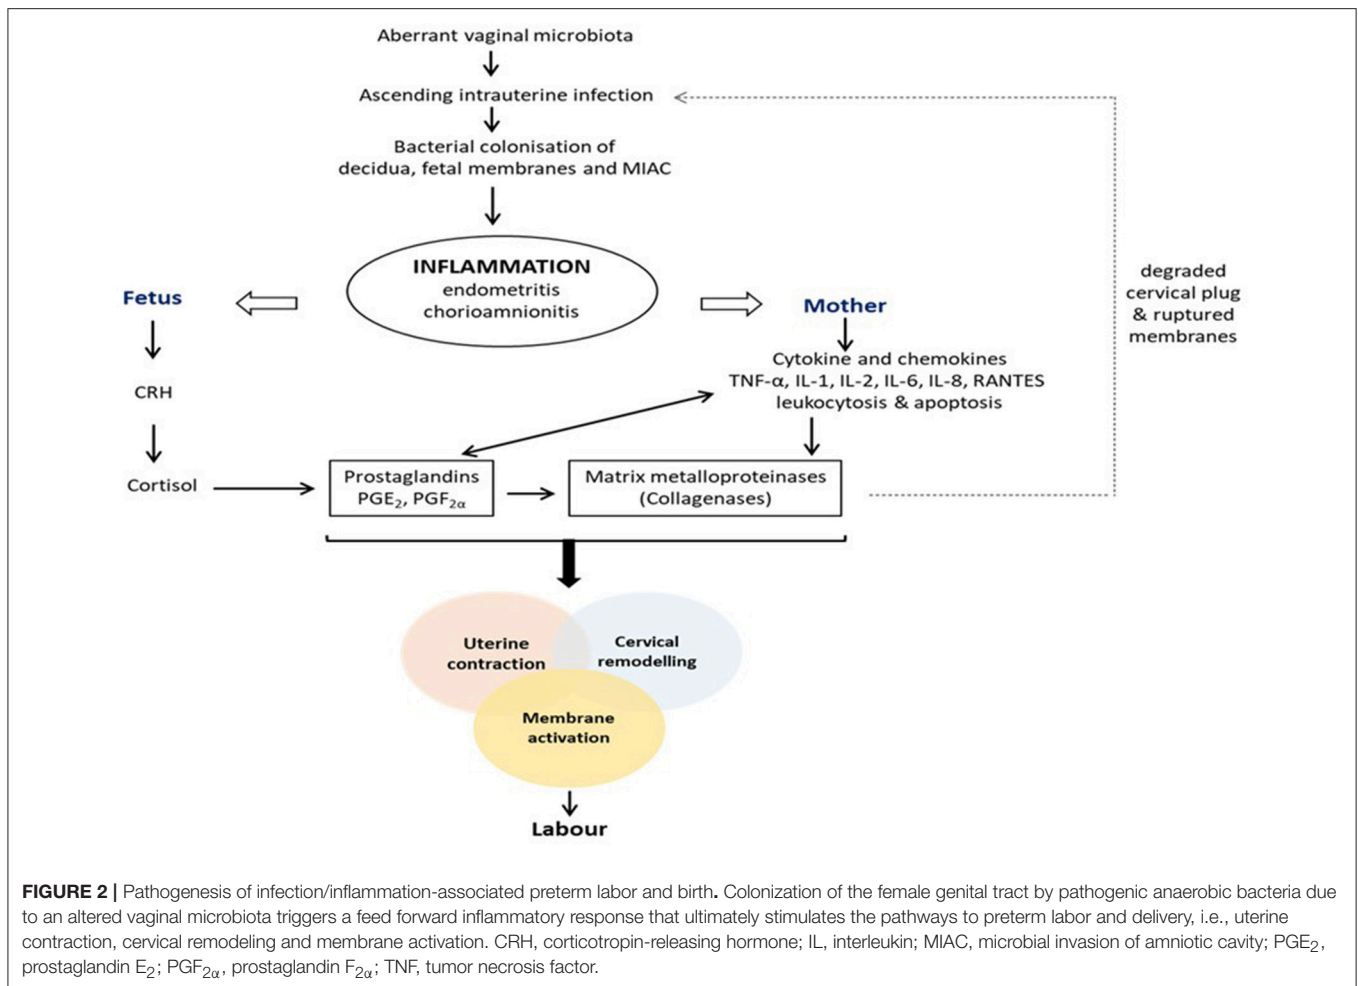 Aberrant vaginal microbiota
Ascending intrauterine infection
Bacterial colonisation of
decidua, fetal membranes and MIAC
INFLAMMATION
endometritis
chorioamnionitis
Fetus
CRH
Cortisol
Mother
Cytokine and chemokines
TNF-α, IL-1, IL-2, IL-6, IL-8, RANTES
leukocytosis & apoptosis
degraded
cervical plug
& ruptured
membranes
Prostaglandins
PGE₂, PGF₂α
Matrix metalloproteinases
(Collagenases)
Uterine
contraction
Cervical
remodelling
Membrane
activation
Labour
FIGURE 2 | Pathogenesis of infection/inflammation-associated preterm labor and birth. Colonization of the female genital tract by pathogenic anaerobic bacteria due
to an altered vaginal microbiota triggers a feed forward inflammatory response that ultimately stimulates the pathways to preterm labor and delivery, i.e., uterine
contraction, cervical remodeling and membrane activation. CRH, corticotropin-releasing hormone; IL, interleukin; MIAC, microbial invasion of amniotic cavity; PGE₂,
prostaglandin E₂; PGF₂α, prostaglandin F₂α; TNF, tumor necrosis factor.